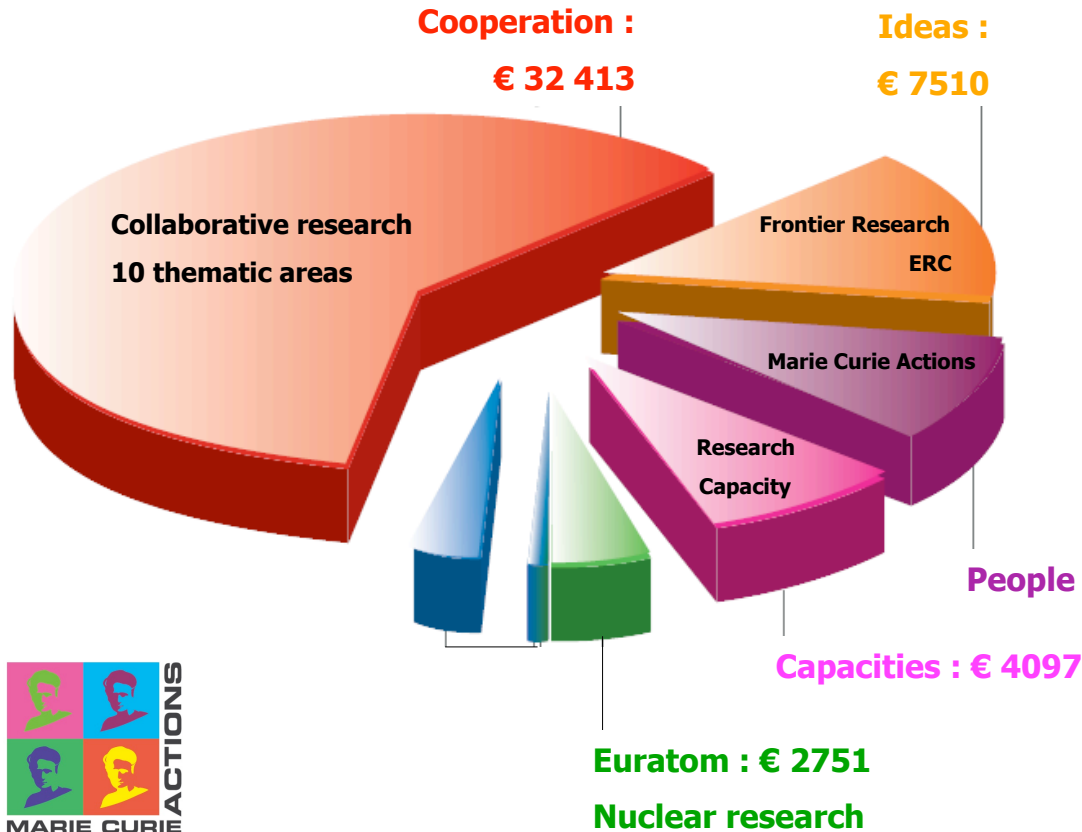 Cooperation :
€ 32 413
Ideas :
€ 7510
Collaborative research
10 thematic areas
Frontier Research
ERC
Marie Curie Actions
Research
Capacity
People
Capacities : € 4097
Euratom : € 2751
Nuclear research
ACTIONS
MARIE CURIE